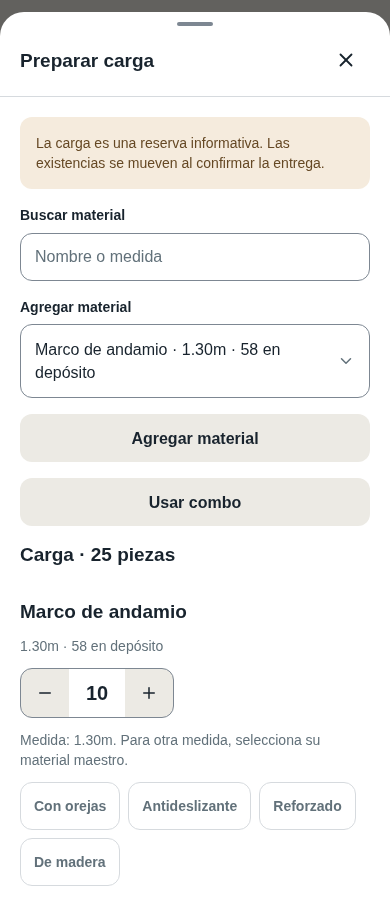 Preparar carga
La carga es una reserva informativa. Las
existencias se mueven al confirmar la entrega.
Buscar material
Nombre o medida
Agregar material
Marco de andamio · 1.30m · 58 en
depósito
Agregar material
Usar combo
Carga · 25 piezas
Marco de andamio
1.30m · 58 en depósito
− 10 +
Medida: 1.30m. Para otra medida, selecciona su
material maestro.
Con orejas Antideslizante Reforzado
De madera